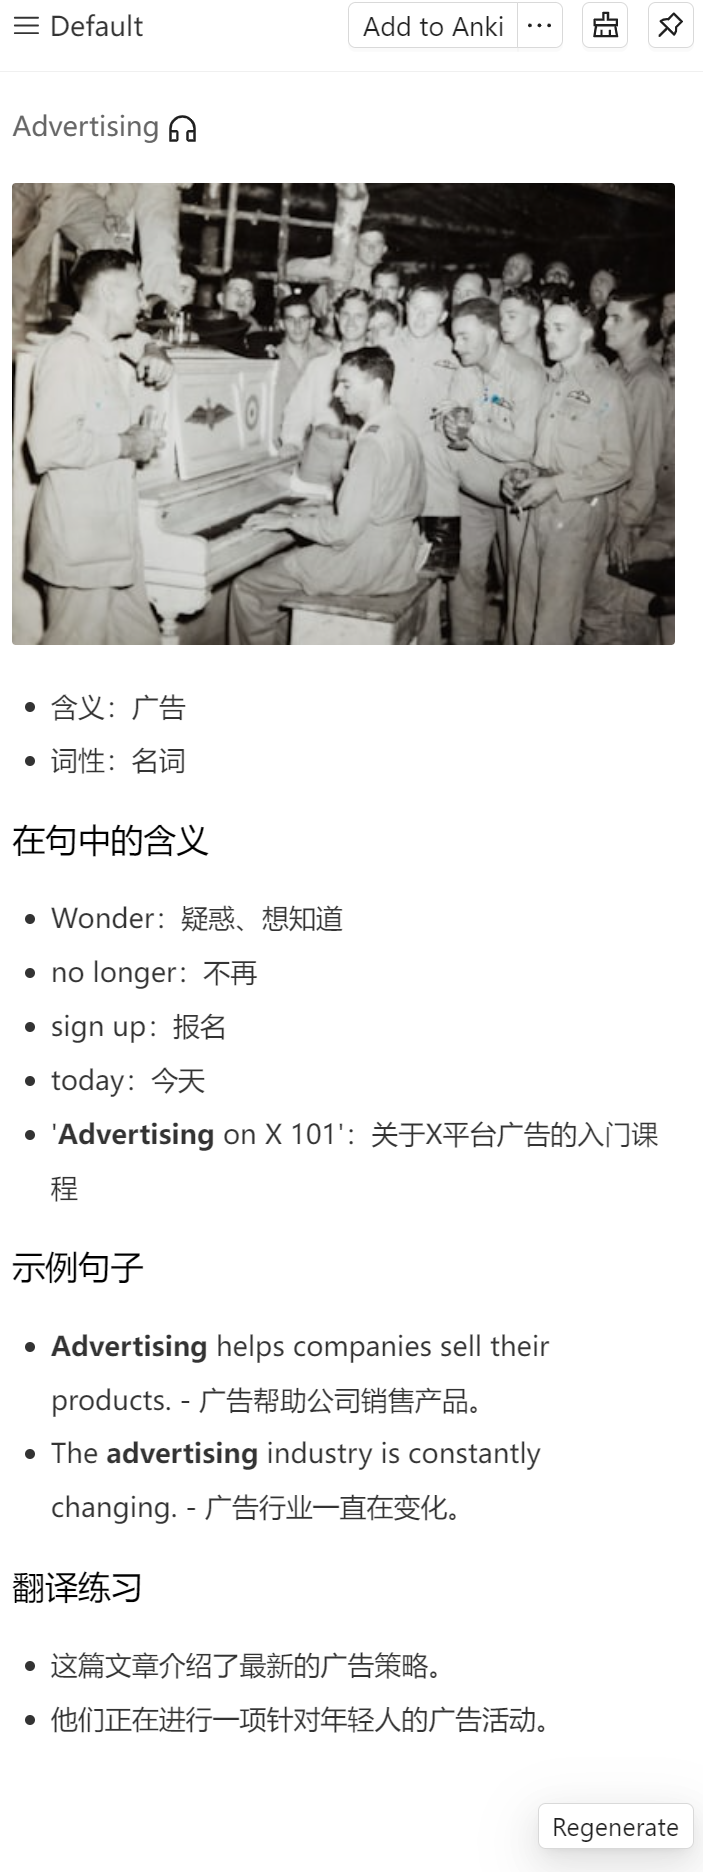 Default
Add to Anki ···
Advertising
含义：广告
词性：名词
在句中的含义
Wonder：疑惑、想知道
no longer：不再
sign up：报名
today：今天
'Advertising on X 101'：关于X平台广告的入门课
程
示例句子
Advertising helps companies sell their
products. - 广告帮助公司销售产品。
The advertising industry is constantly
changing. - 广告行业一直在变化。
翻译练习
这篇文章介绍了最新的广告策略。
他们正在进行一项针对年轻人的广告活动。
Regenerate